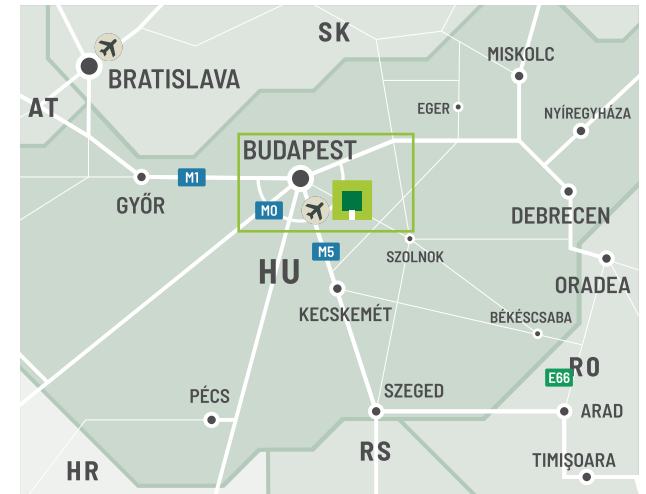 SK
MISKOLC
BRATISLAVA
AT
EGER
NYÍREGYHÁZA
BUDAPEST
M1
GYŐR
M0
DEBRECEN
M5
SZOLNOK
HU
ORADEA
KECSKEMÉT
BÉKÉSCSABA
RO
E66
PÉCS
SZEGED
ARAD
RS
TIMIŞOARA
HR